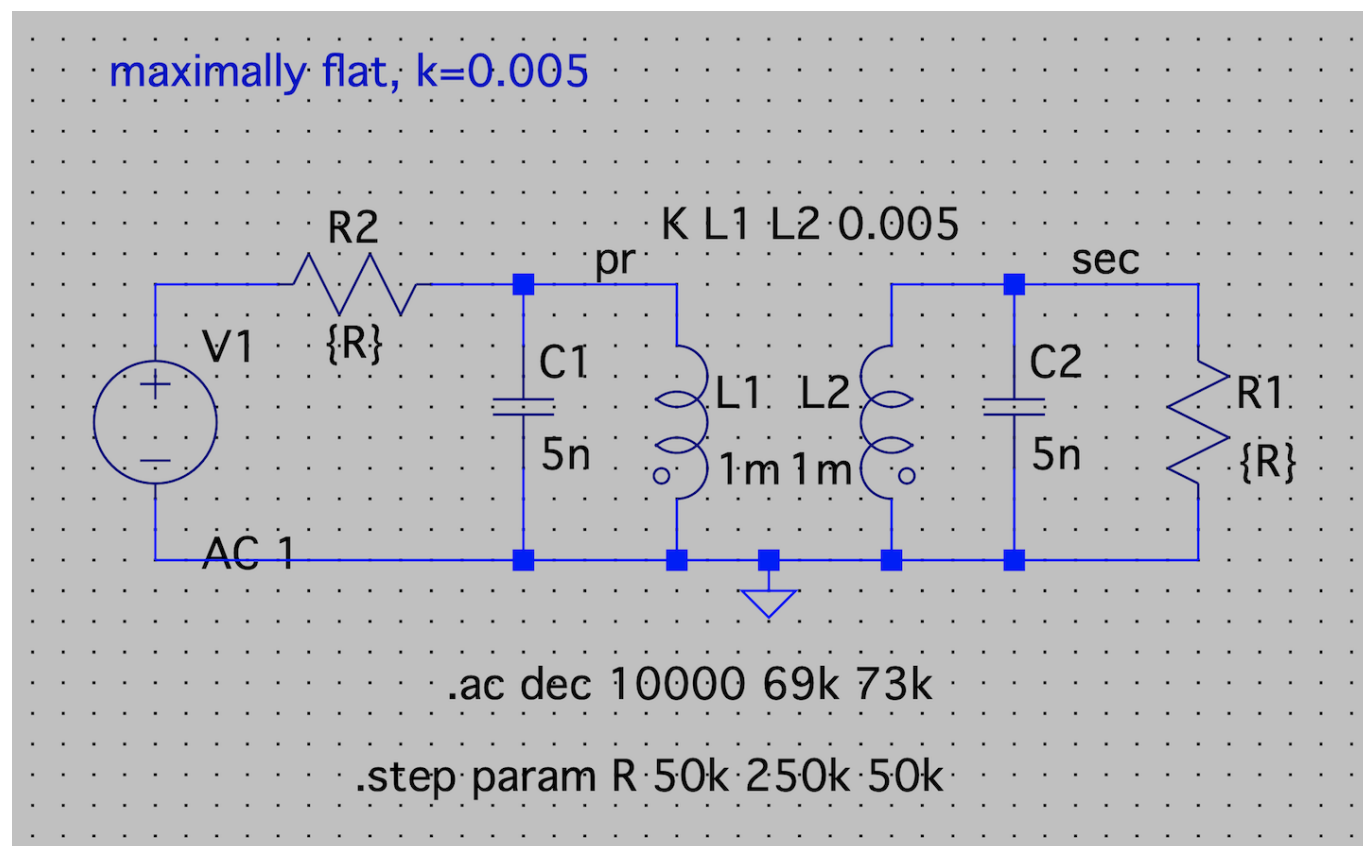 maximally flat, k=0.005
R2
K L1 L2 0.005
pr
sec
V1
{R}
C1
C2
L1
L2
R1
5n
1m
1m
5n
{R}
AC 1
.ac dec 10000 69k 73k
.step param R 50k 250k 50k